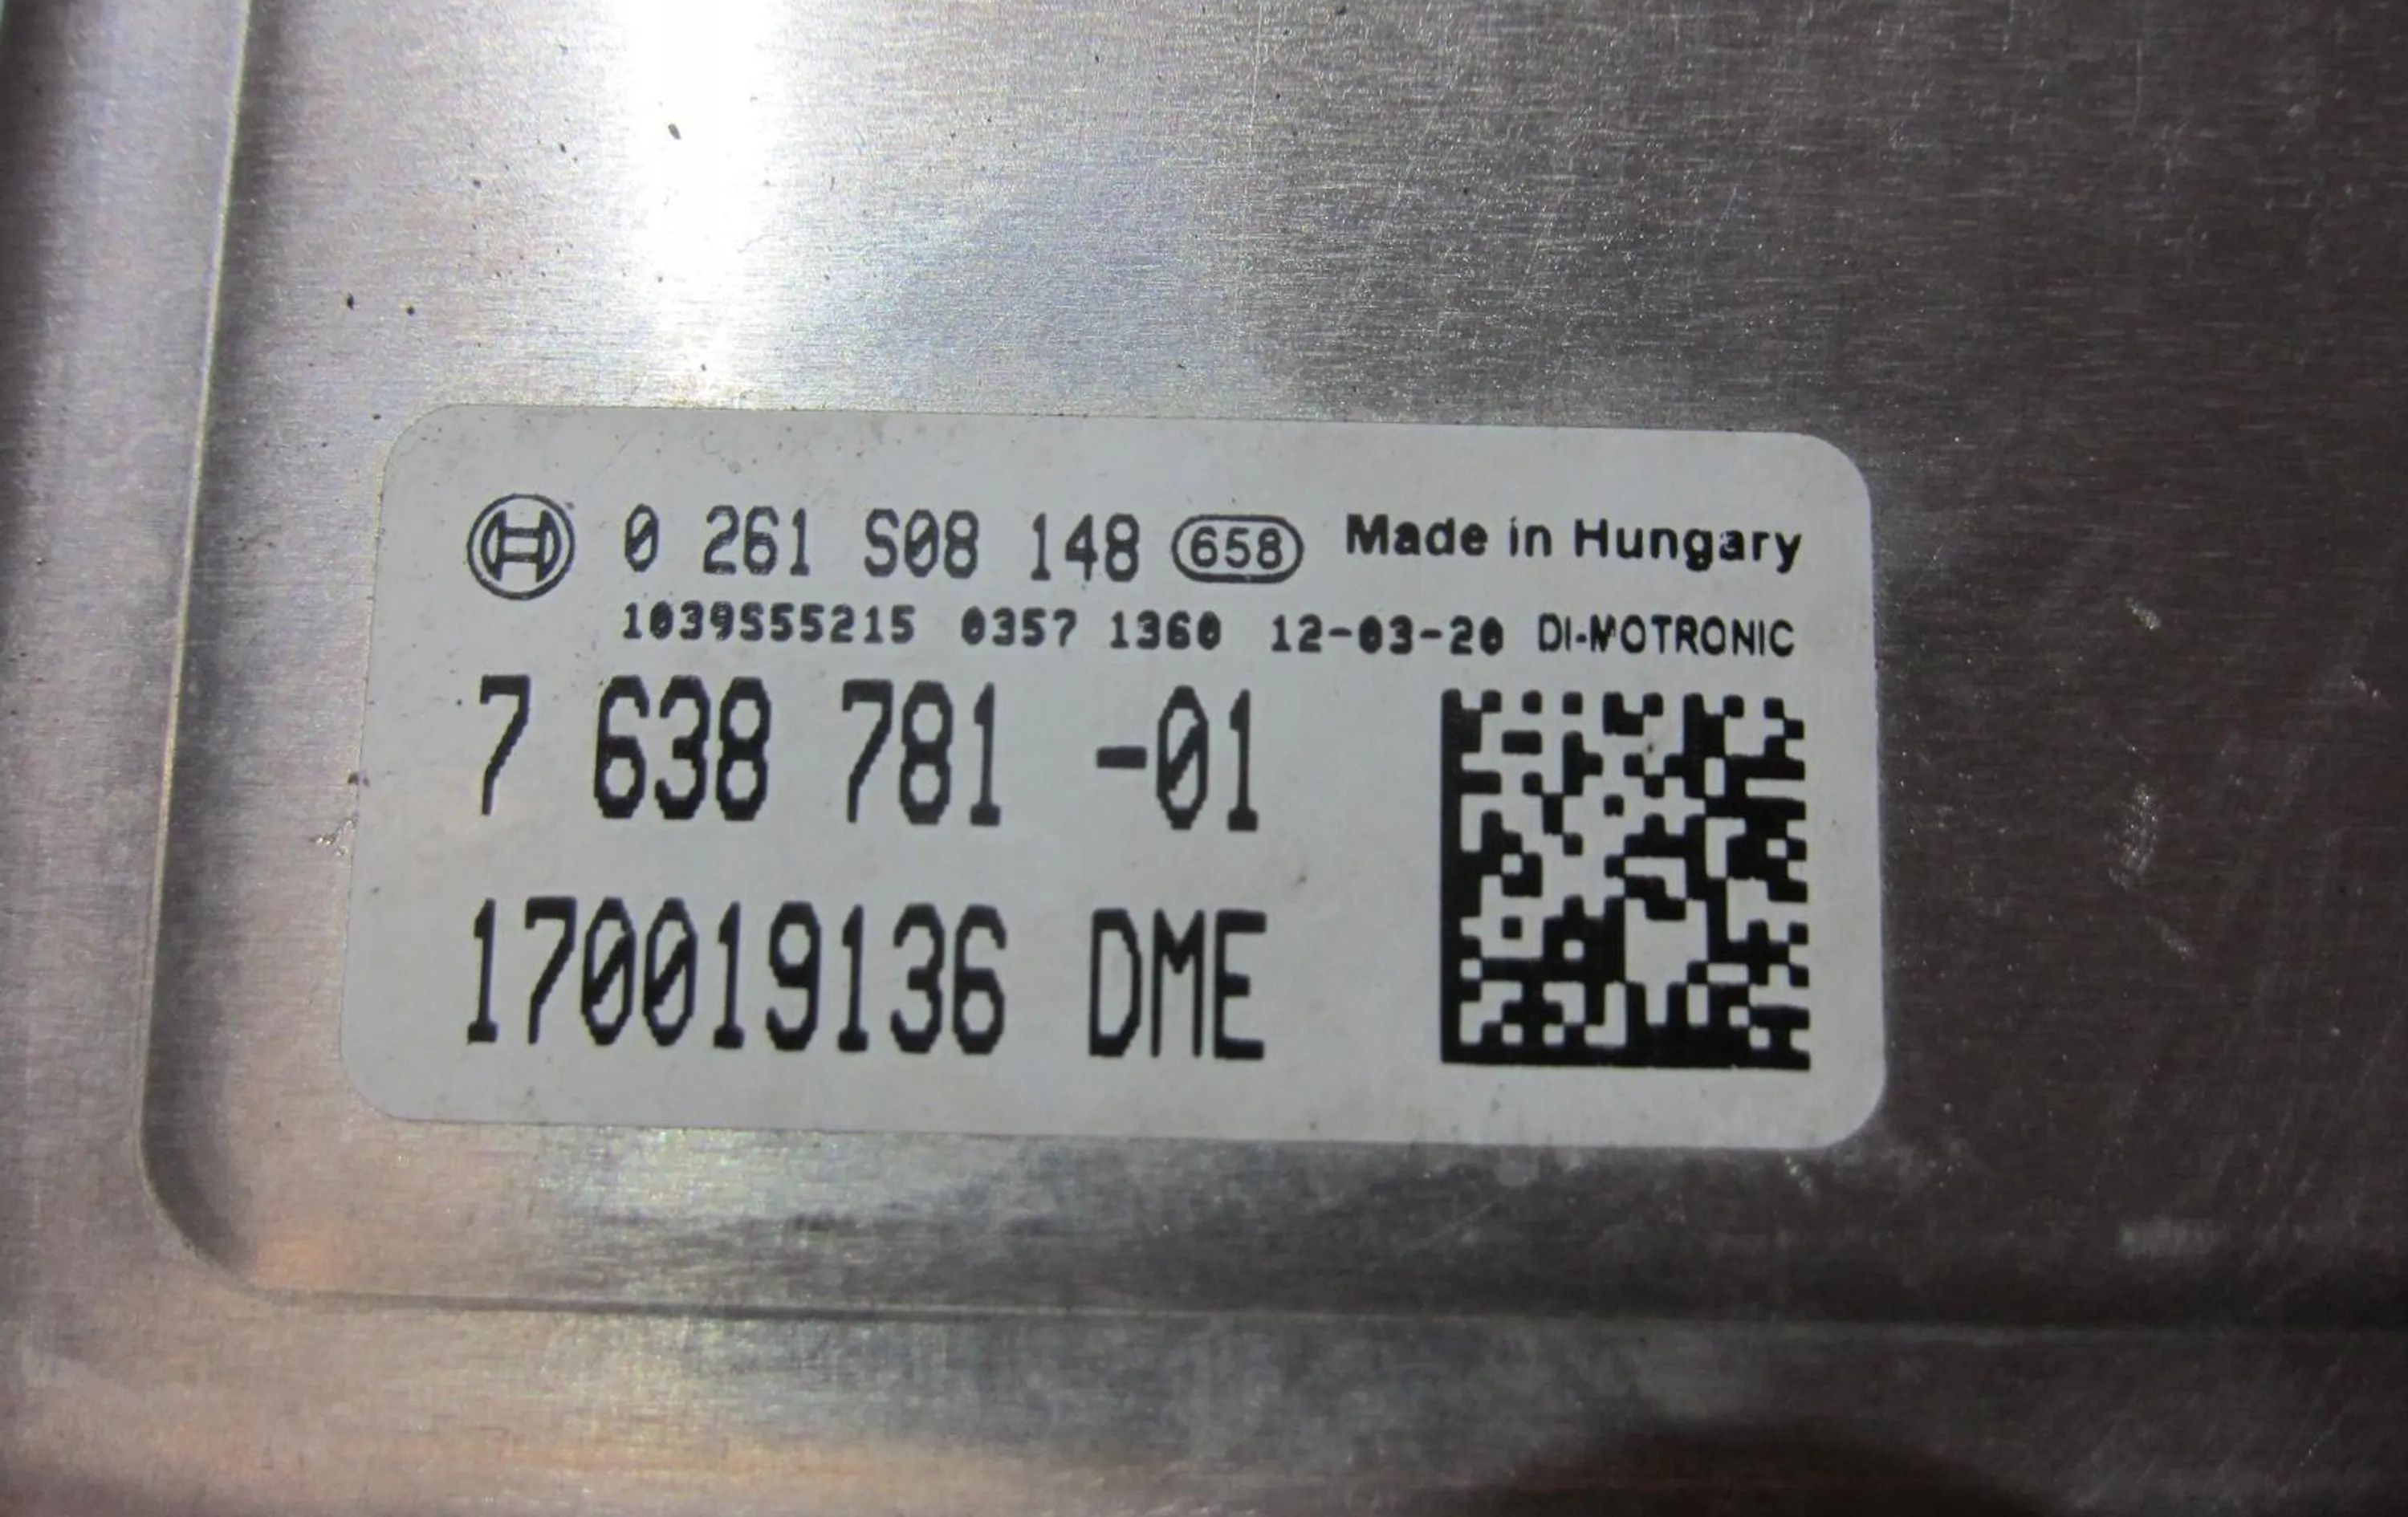 0 261 S08 148 658 Made in Hungary
1039S55215 0357 1360 12-03-20 DI-MOTRONIC
7 638 781 -01
170019136 DME